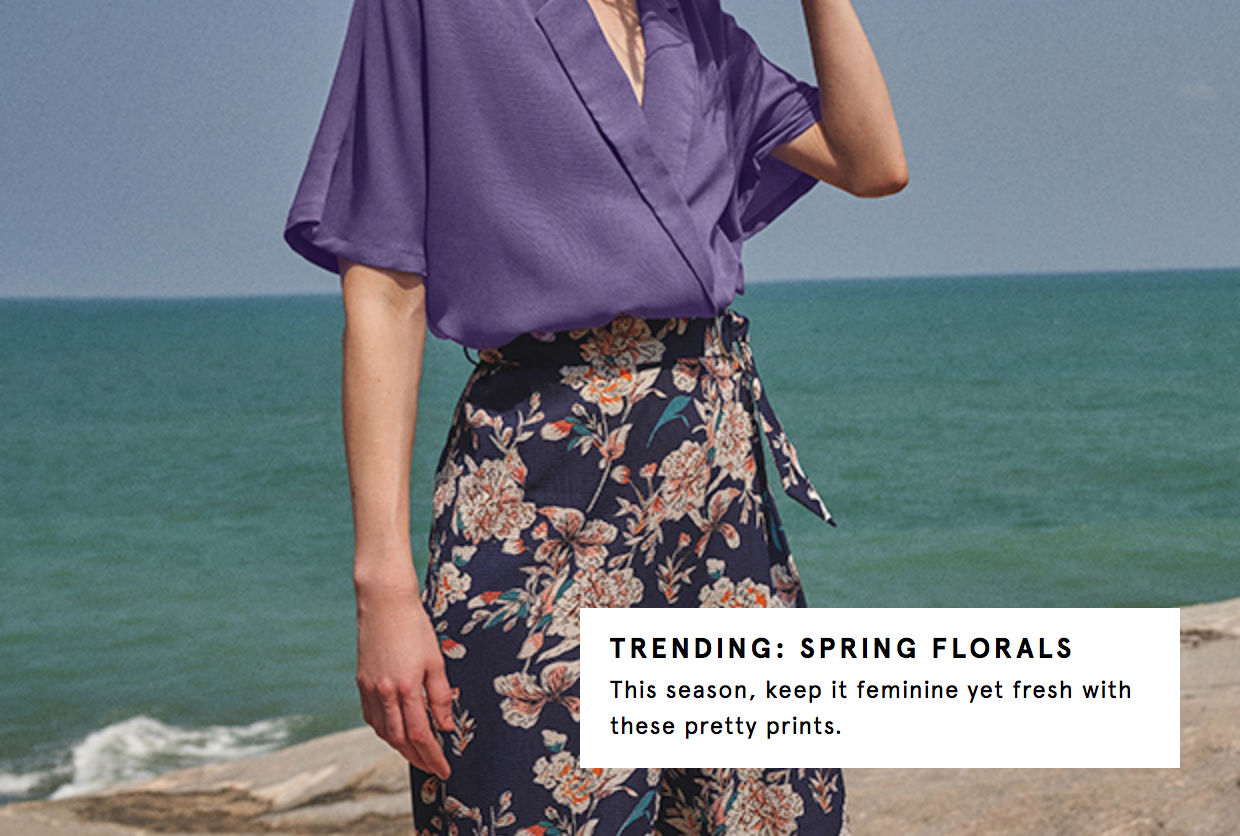 TRENDING: SPRING FLORALS
This season, keep it feminine yet fresh with
these pretty prints.